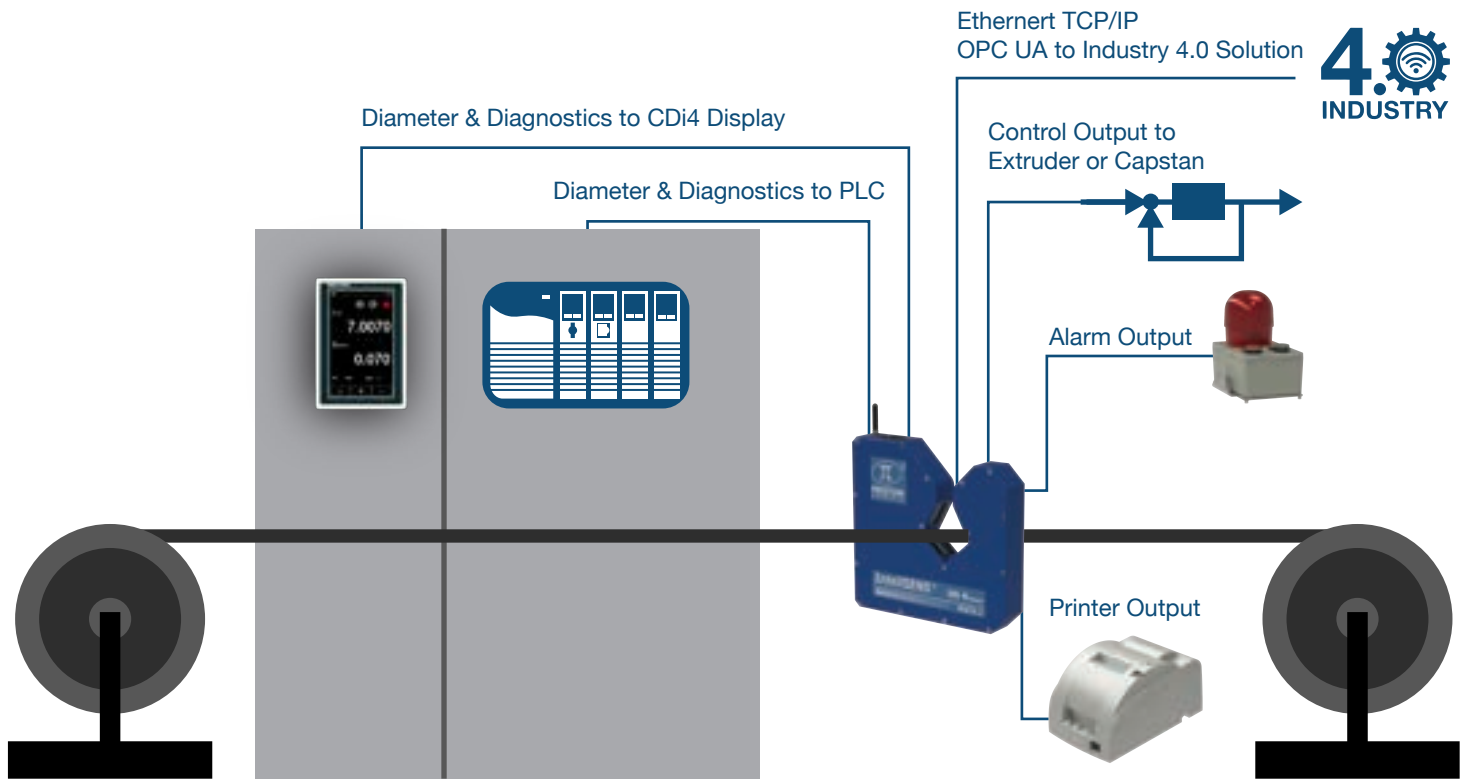 Ethernert TCP/IP
OPC UA to Industry 4.0 Solution
4.0
INDUSTRY
Diameter & Diagnostics to CDi4 Display
Control Output to
Extruder or Capstan
Diameter & Diagnostics to PLC
7.0070
0.070
Alarm Output
Printer Output